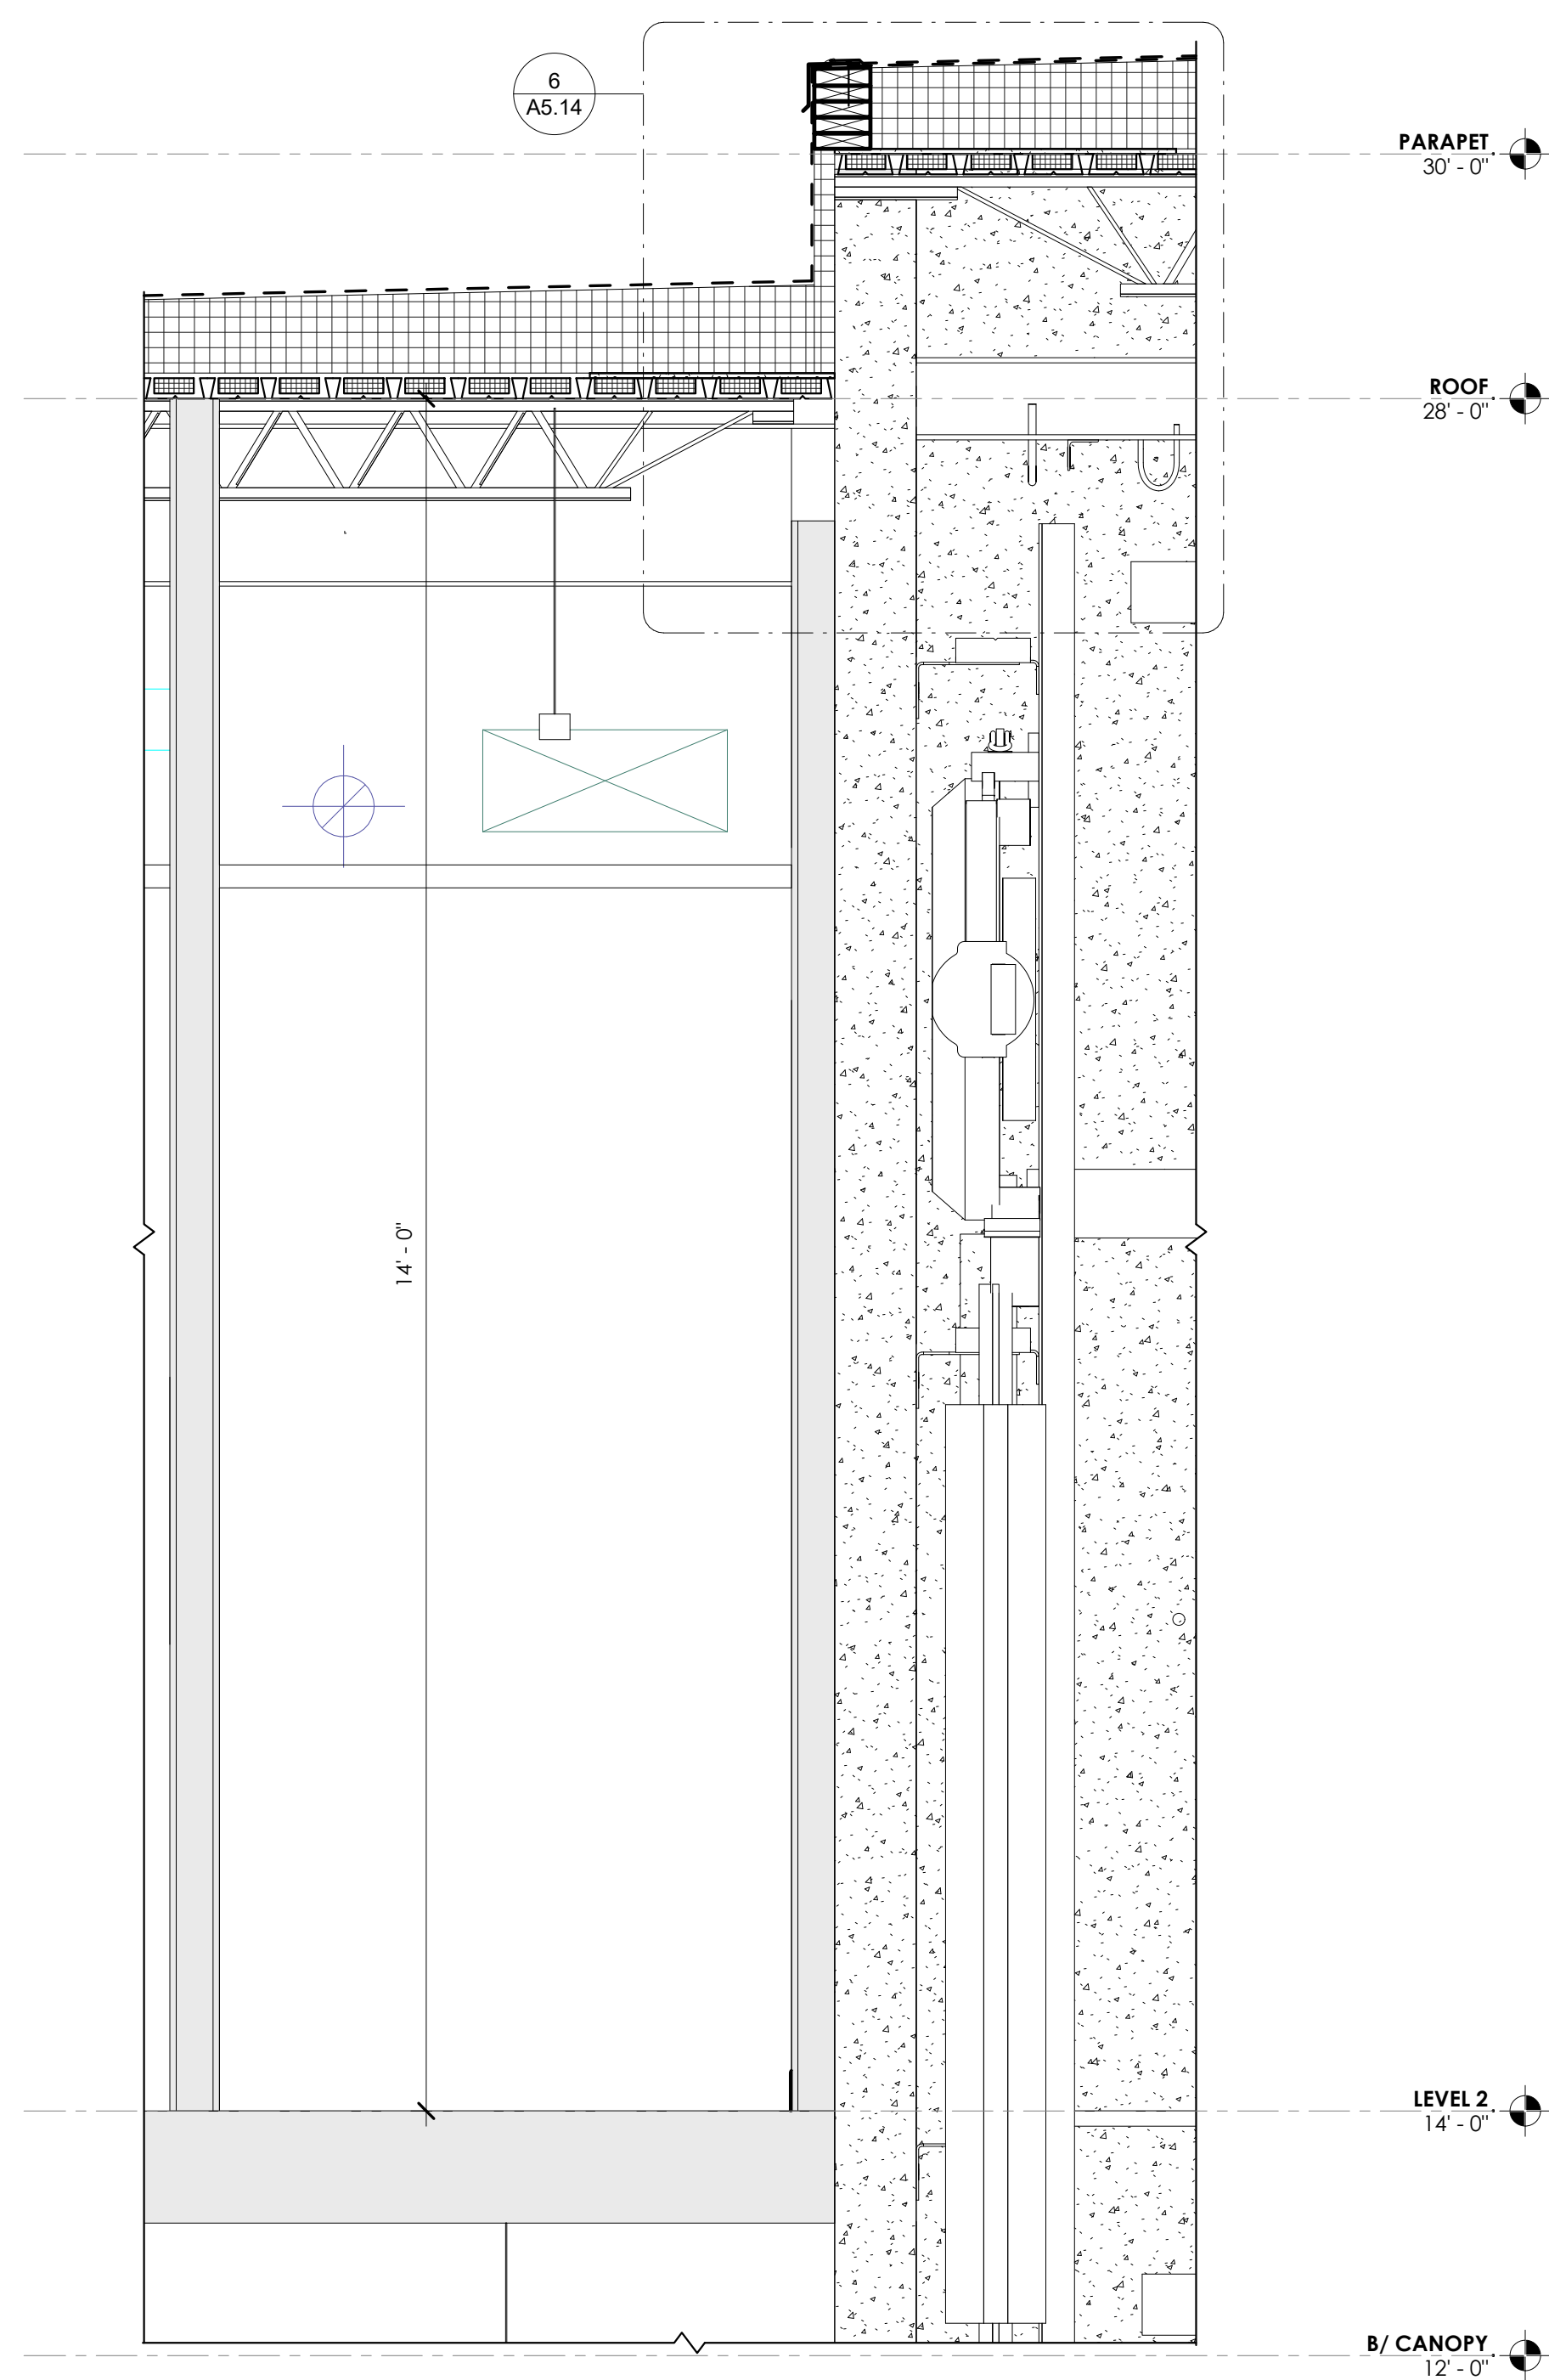 6
A5.14
PARAPET
30' - 0"
ROOF
28' - 0"
14' - 0"
LEVEL 2
14' - 0"
B/ CANOPY
12' - 0"